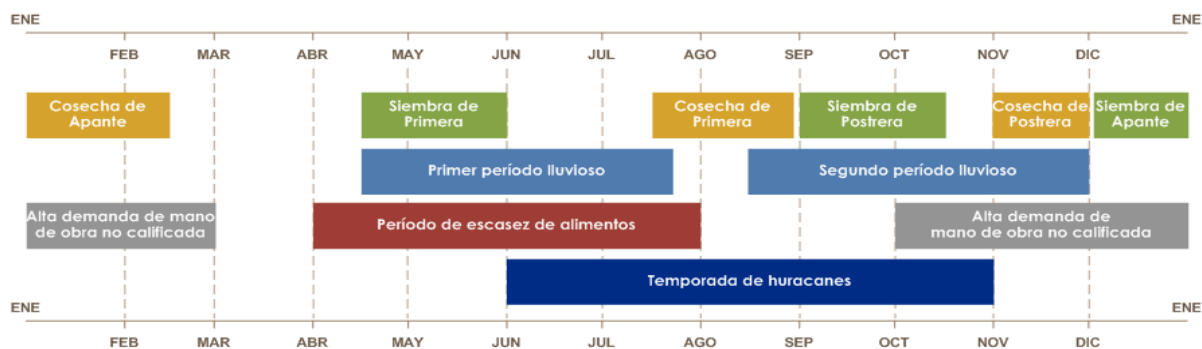 ENE
ENE
FEB
MAR
ABR
MAY
JUN
JUL
AGO
SEP
OCT
NOV
DIC
Cosecha de
Apante
Siembra de
Primera
Cosecha de
Primera
Siembra de
Postrera
Cosecha de
Postrera
Siembra de
Apante
Primer período lluvioso
Segundo período lluvioso
Alta demanda de mano
de obra no calificada
Período de escasez de alimentos
Alta demanda de
mano de obra no calificada
Temporada de huracanes
ENE
ENE
FEB
MAR
ABR
MAY
JUN
JUL
AGO
SEP
OCT
NOV
DIC